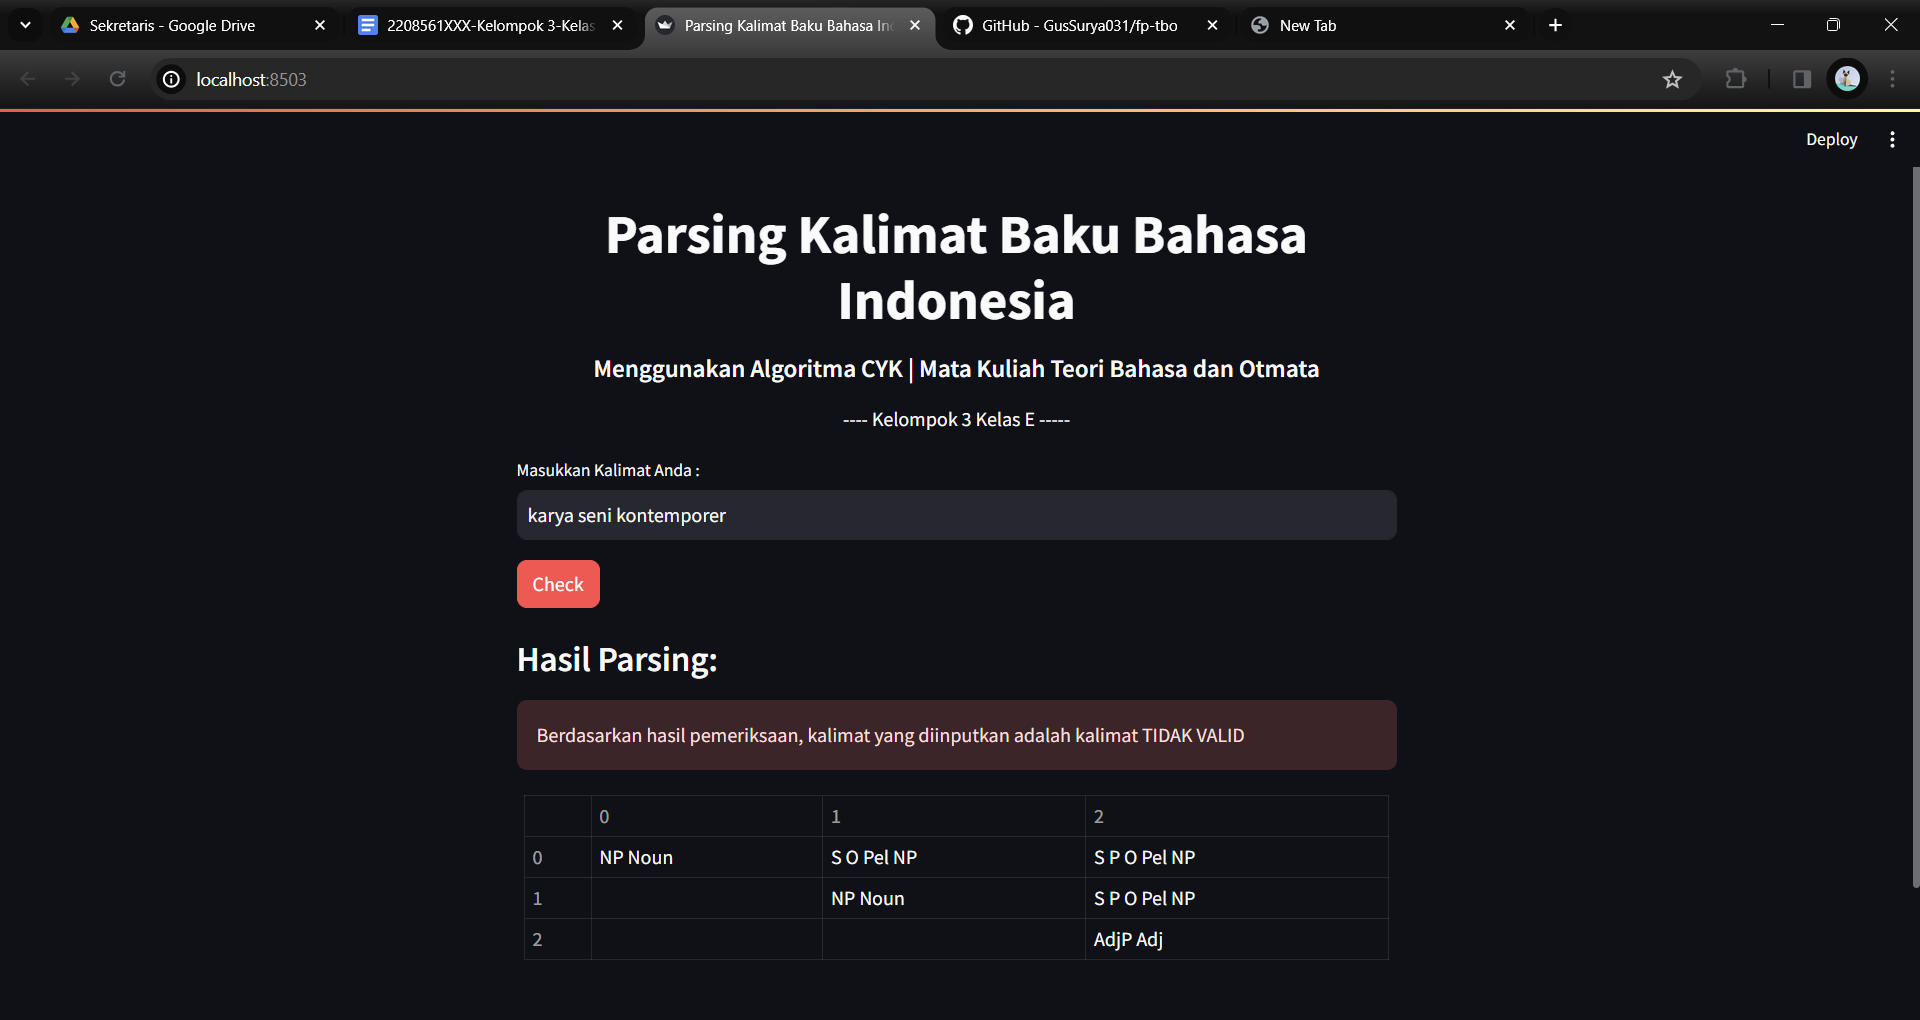 Sekretaris - Google Drive
2208561XXX-Kelompok 3-Kelas
Parsing Kalimat Baku Bahasa In
GitHub - GusSurya031/fp-tbo
New Tab
localhost:8503
Deploy
Parsing Kalimat Baku Bahasa
Indonesia
Menggunakan Algoritma CYK | Mata Kuliah Teori Bahasa dan Otmata
---- Kelompok 3 Kelas E -----
Masukkan Kalimat Anda :
karya seni kontemporer
Check
Hasil Parsing:
Berdasarkan hasil pemeriksaan, kalimat yang diinputkan adalah kalimat TIDAK VALID
0 1 2
0 NP Noun S O Pel NP S P O Pel NP
1 NP Noun S P O Pel NP
2 AdjP Adj